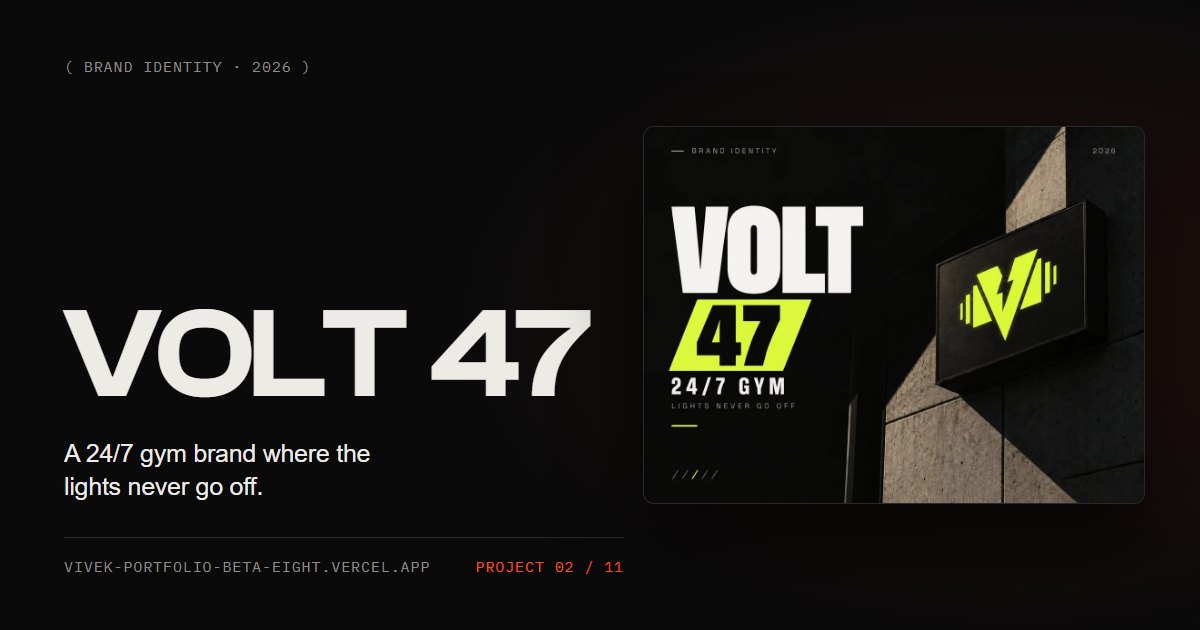 ( BRAND IDENTITY · 2026 )
VOLT 47
A 24/7 gym brand where the
lights never go off.
VIVEK-PORTFOLIO-BETA-EIGHT.VERCEL.APP
PROJECT 02 / 11
BRAND IDENTITY
2026
VOLT
47
24/7 GYM
LIGHTS NEVER GO OFF